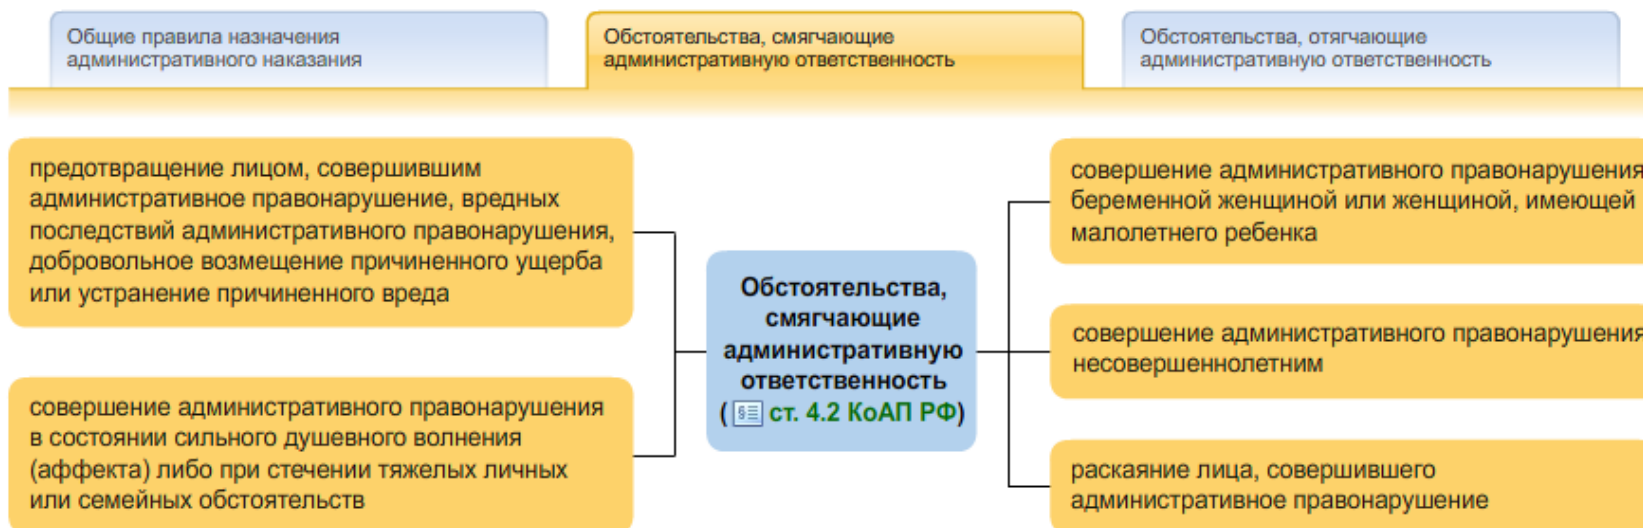 Общие правила назначения
административного наказания
Обстоятельства, смягчающие
административную ответственность
Обстоятельства, отягчающие
административную ответственность
предотвращение лицом, совершившим
административное правонарушение, вредных
последствий административного правонарушения,
добровольное возмещение причиненного ущерба
или устранение причиненного вреда
совершение административного правонарушения
в состоянии сильного душевного волнения
(аффекта) либо при стечении тяжелых личных
или семейных обстоятельств
Обстоятельства,
смягчающие
административную
ответственность
( § ст. 4.2 КоАП РФ)
совершение административного правонарушения
беременной женщиной или женщиной, имеющей
малолетнего ребенка
совершение административного правонарушения
несовершеннолетним
раскаяние лица, совершившего
административное правонарушение